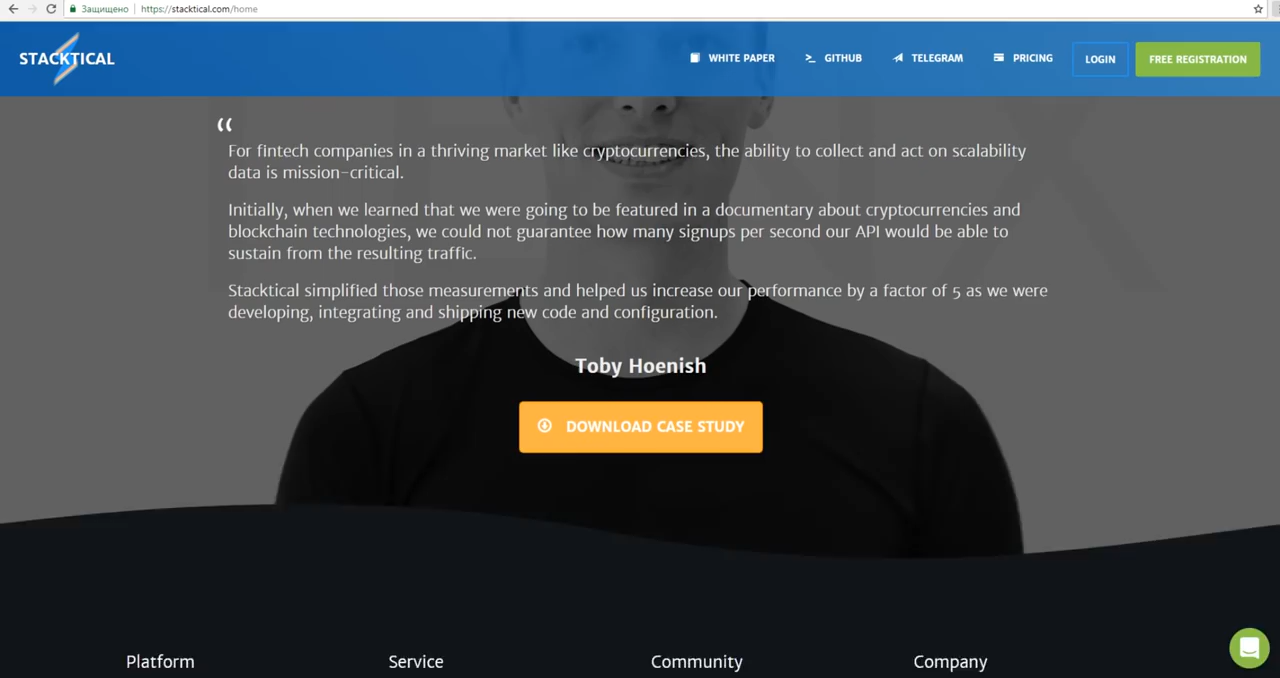 Защищено https://stacktical.com/home
STACKTICAL
WHITE PAPER
GITHUB
TELEGRAM
PRICING
LOGIN
FREE REGISTRATION
“
For fintech companies in a thriving market like cryptocurrencies, the ability to collect and act on scalability
data is mission-critical.
Initially, when we learned that we were going to be featured in a documentary about cryptocurrencies and
blockchain technologies, we could not guarantee how many signups per second our API would be able to
sustain from the resulting traffic.
Stacktical simplified those measurements and helped us increase our performance by a factor of 5 as we were
developing, integrating and shipping new code and configuration.
Toby Hoenish
DOWNLOAD CASE STUDY
Platform
Service
Community
Company